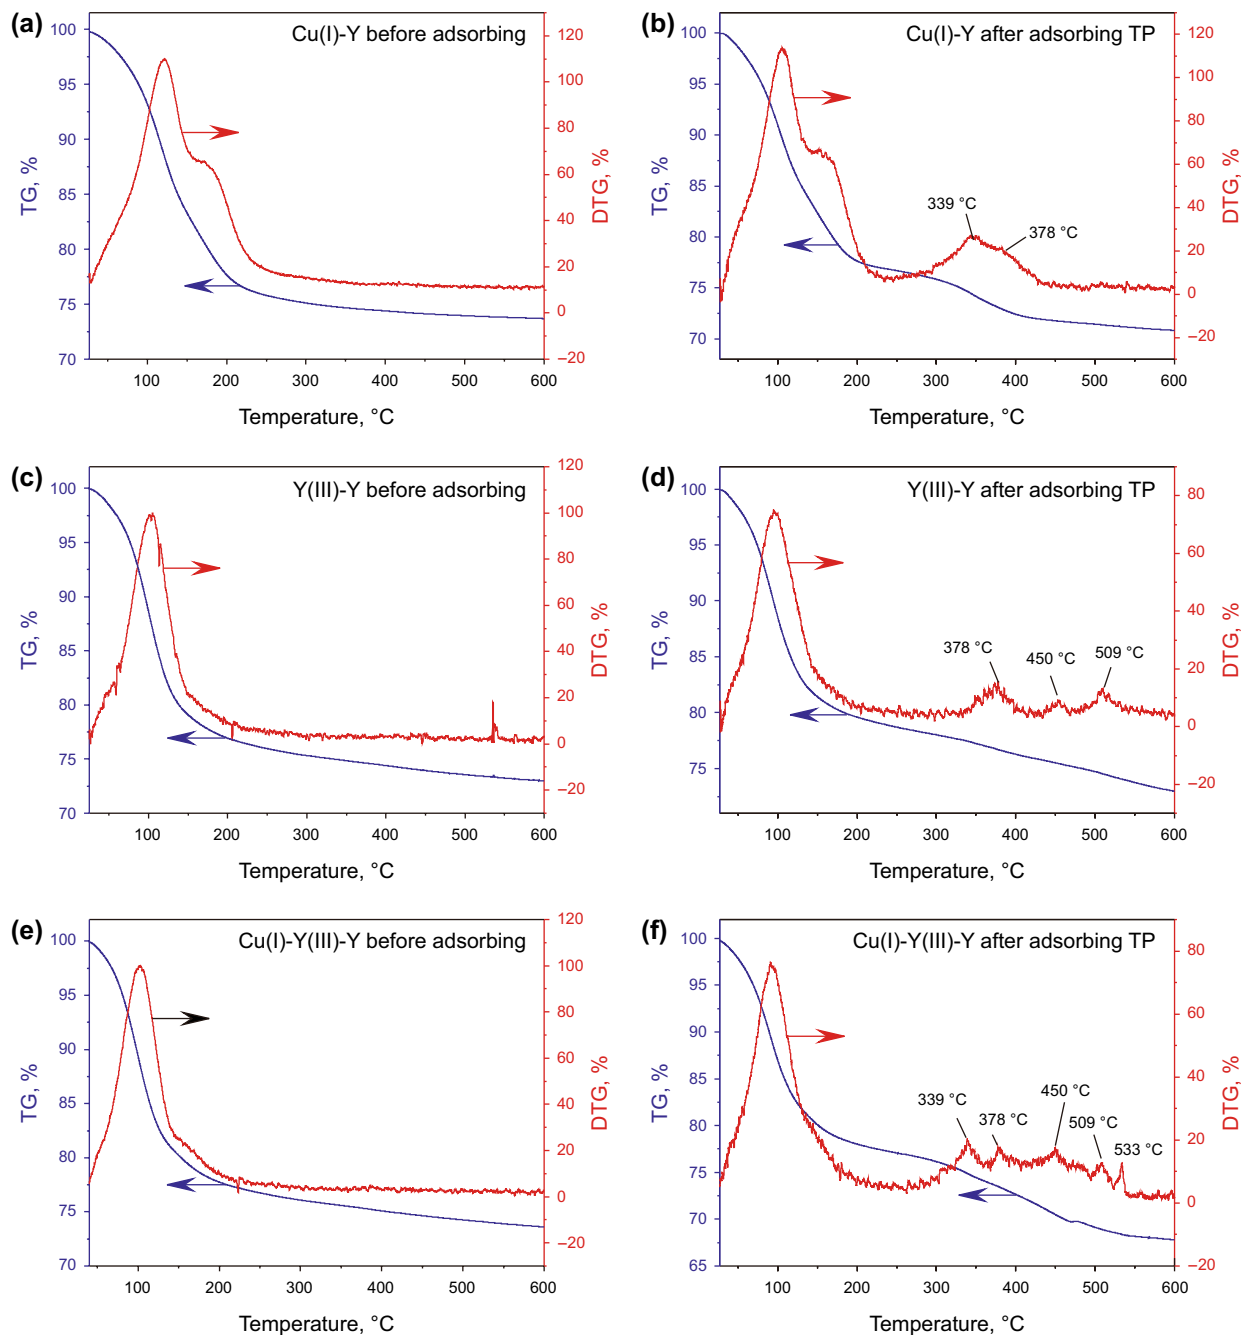 (a)
Cu(I)-Y before adsorbing
TG, %
100
95
90
85
80
75
70
DTG, %
120
100
80
60
40
20
0
–20
100 200 300 400 500 600
Temperature, °C
(b)
Cu(I)-Y after adsorbing TP
TG, %
100
95
90
85
80
75
70
339 °C
378 °C
DTG, %
120
100
80
60
40
20
0
–20
100 200 300 400 500 600
Temperature, °C
(c)
Y(III)-Y before adsorbing
TG, %
100
95
90
85
80
75
70
DTG, %
120
100
80
60
40
20
0
–20
100 200 300 400 500 600
Temperature, °C
(d)
Y(III)-Y after adsorbing TP
TG, %
100
95
90
85
80
75
378 °C
450 °C
509 °C
DTG, %
80
60
40
20
0
–20
100 200 300 400 500 600
Temperature, °C
(e)
Cu(I)-Y(III)-Y before adsorbing
TG, %
100
95
90
85
80
75
70
DTG, %
120
100
80
60
40
20
0
–20
100 200 300 400 500 600
Temperature, °C
(f)
Cu(I)-Y(III)-Y after adsorbing TP
TG, %
100
95
90
85
80
75
70
65
339 °C
378 °C
450 °C
509 °C
533 °C
DTG, %
80
60
40
20
0
–20
100 200 300 400 500 600
Temperature, °C